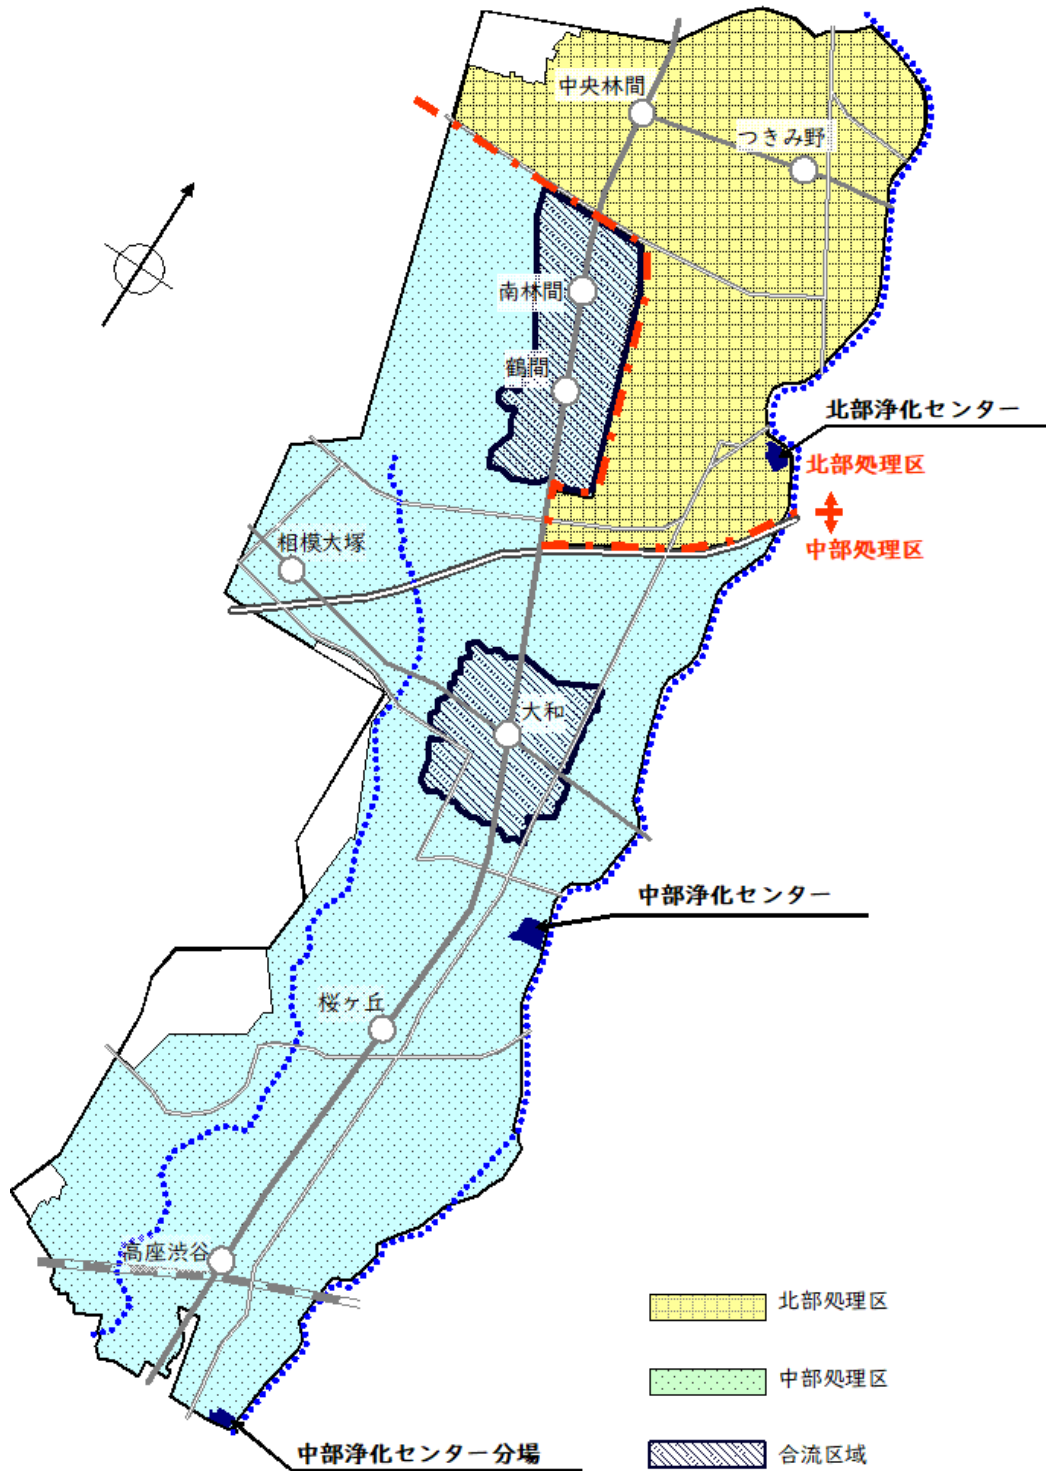 中央林間
つきみ野
南林間
鶴間
北部浄化センター
北部処理区
中部処理区
相模大塚
大和
中部浄化センター
桜ヶ丘
高座渋谷
北部処理区
中部処理区
合流区域
中部浄化センター分場